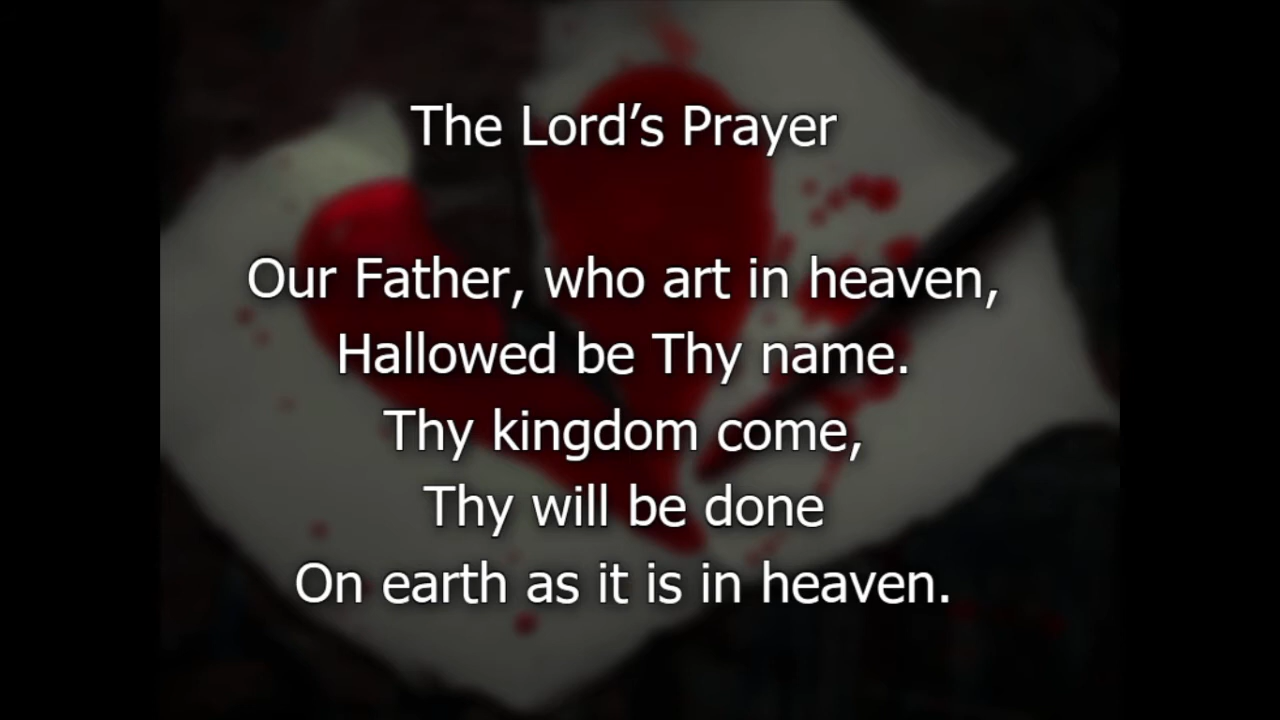 The Lord’s Prayer
Our Father, who art in heaven,
Hallowed be Thy name.
Thy kingdom come,
Thy will be done
On earth as it is in heaven.